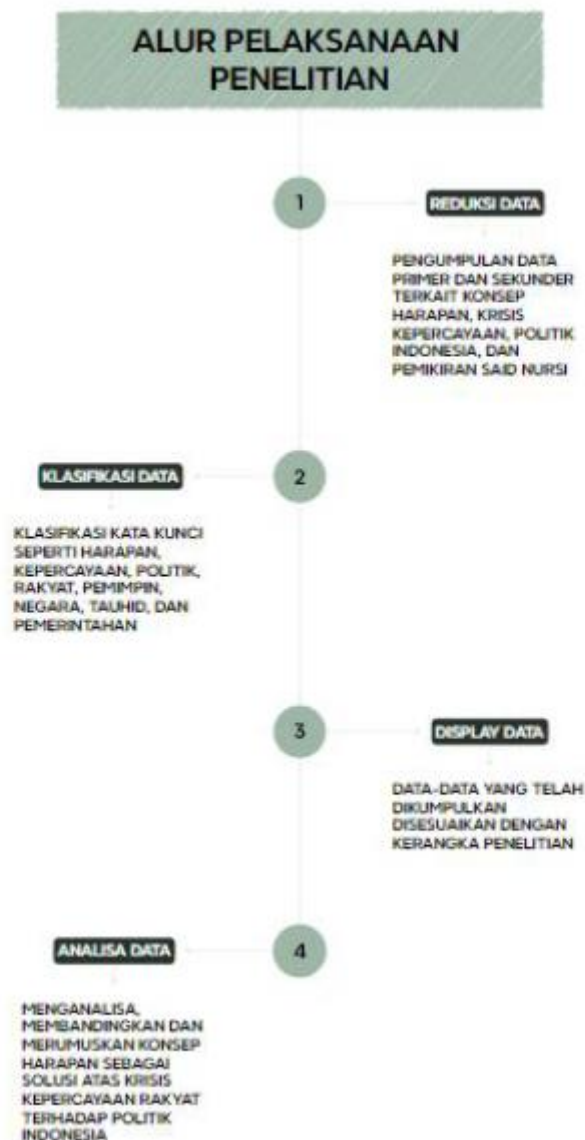 ALUR PELAKSANAAN
PENELITIAN
1
REDUKSI DATA
PENGUMPULAN DATA
PRIMER DAN SEKUNDER
TERKAIT KONSEP
HARAPAN, KRISIS
KEPERCAYAAN, POLITIK
INDONESIA, DAN
PEMIKIRAN SAID NURSI
2
KLASIFIKASI DATA
KLASIFIKASI KATA KUNCI
SEPERTI HARAPAN,
KEPERCAYAAN, POLITIK,
RAKYAT, PEMIMPIN,
NEGARA, TAUHID, DAN
PEMERINTAHAN
3
DISPLAY DATA
DATA-DATA YANG TELAH
DIKUMPULKAN
DISESUAIKAN DENGAN
KERANGKA PENELITIAN
4
ANALISA DATA
MENGANALISA,
MEMBANDINGKAN DAN
MERUMUSKAN KONSEP
HARAPAN SEBAGAI
SOLUSI ATAS KRISIS
KEPERCAYAAN RAKYAT
TERHADAP POLITIK
INDONESIA